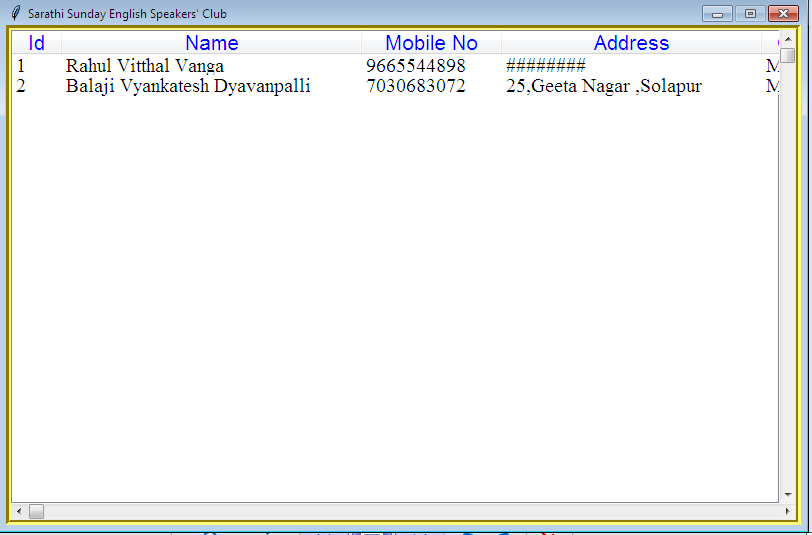 Sarathi Sunday English Speakers' Club
Id Name Mobile No Address
1 Rahul Vitthal Vanga 9665544898 ######## M
2 Balaji Vyankatesh Dyavanpalli 7030683072 25,Geeta Nagar ,Solapur M